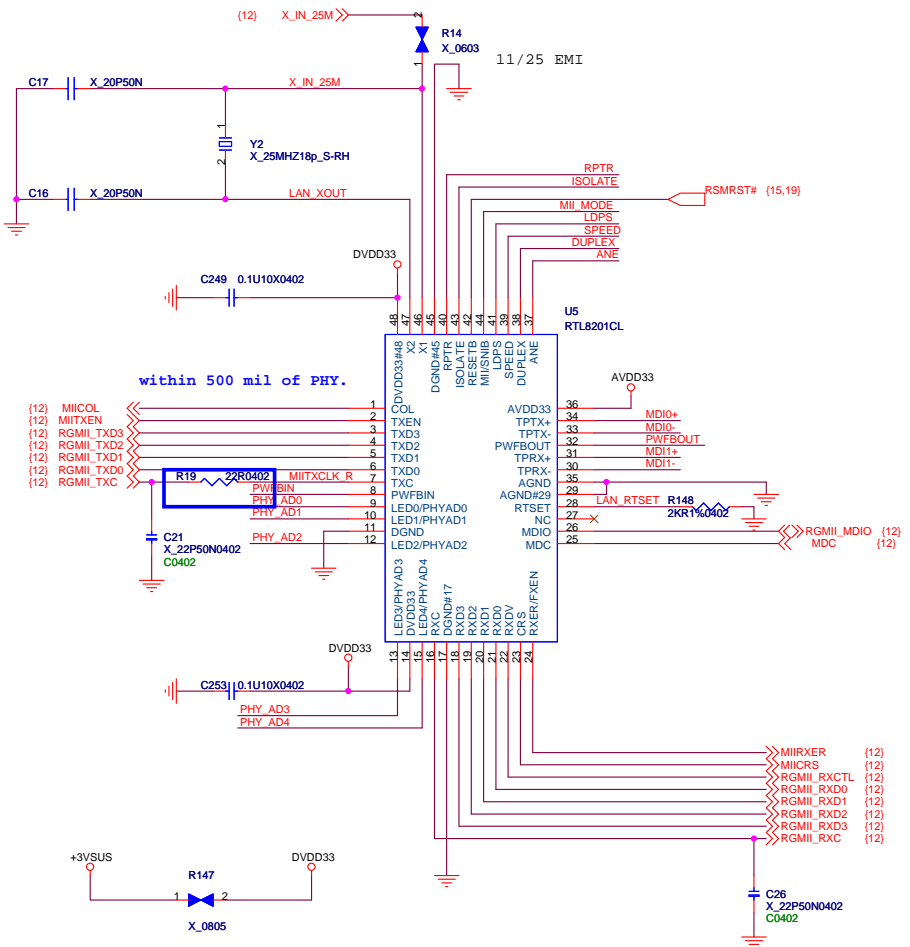 {12} X_IN_25M
2
R14
X_0603
1
11/25 EMI
C17 X_20P50N X_IN_25M
1
2
Y2
X_25MHZ18p_S-RH
C16 X_20P50N LAN_XOUT
RPTR
ISOLATE
RSMRST# {15,19}
MII_MODE
LDPS
SPEED
DUPLEX
ANE
DVDD33
C249 0.1U10X0402
U5
RTL8201CL
48 47 46 45 40 43 42 44 41 39 38 37
DVDD33#48
X2
X1
DGND#45
RPTR
ISOLATE
RESETB
MII/SNIB
LDPS
SPEED
DUPLEX
ANE
within 500 mil of PHY.
AVDD33
{12} MIICOL 1 COL
{12} MIITXEN 2 TXEN
{12} RGMII_TXD3 3 TXD3
{12} RGMII_TXD2 4 TXD2
{12} RGMII_TXD1 5 TXD1
{12} RGMII_TXD0 6 TXD0
{12} RGMII_TXC R19 22R0402 MIITXCLK_R 7 TXC
PWFBIN 8 PWFBIN
PHY_AD0 9 LED0/PHYAD0
PHY_AD1 10 LED1/PHYAD1
11 DGND
PHY_AD2 12 LED2/PHYAD2
AVDD33 36
TPTX+ 34 MDI0+
TPTX- 33 MDI0-
PWFBOUT 32 PWFBOUT
TPRX+ 31 MDI1+
TPRX- 30 MDI1-
AGND 35
AGND#29 29
RTSET 28 LAN_RTSET R148
2KR1%0402
NC 27
MDIO 26 RGMII_MDIO {12}
MDC 25 MDC {12}
C21
X_22P50N0402
C0402
LED3/PHYAD3
DVDD33
LED4/PHYAD4
RXC
DGND#17
RXD3
RXD2
RXD1
RXD0
RXDV
CRS
RXER/FXEN
13 14 15 16 17 18 19 20 21 22 23 24
DVDD33
C253 0.1U10X0402
PHY_AD3
PHY_AD4
MIIRXER {12}
MIICRS {12}
RGMII_RXCTL {12}
RGMII_RXD0 {12}
RGMII_RXD1 {12}
RGMII_RXD2 {12}
RGMII_RXD3 {12}
RGMII_RXC {12}
+3VSUS R147 DVDD33
1 2
X_0805
C26
X_22P50N0402
C0402